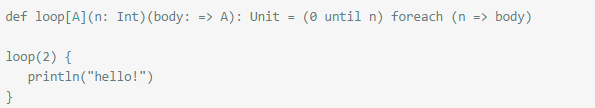 def loop[A](n: Int)(body: => A): Unit = (0 until n) foreach (n => body)

loop(2) {
   println("hello!")
}